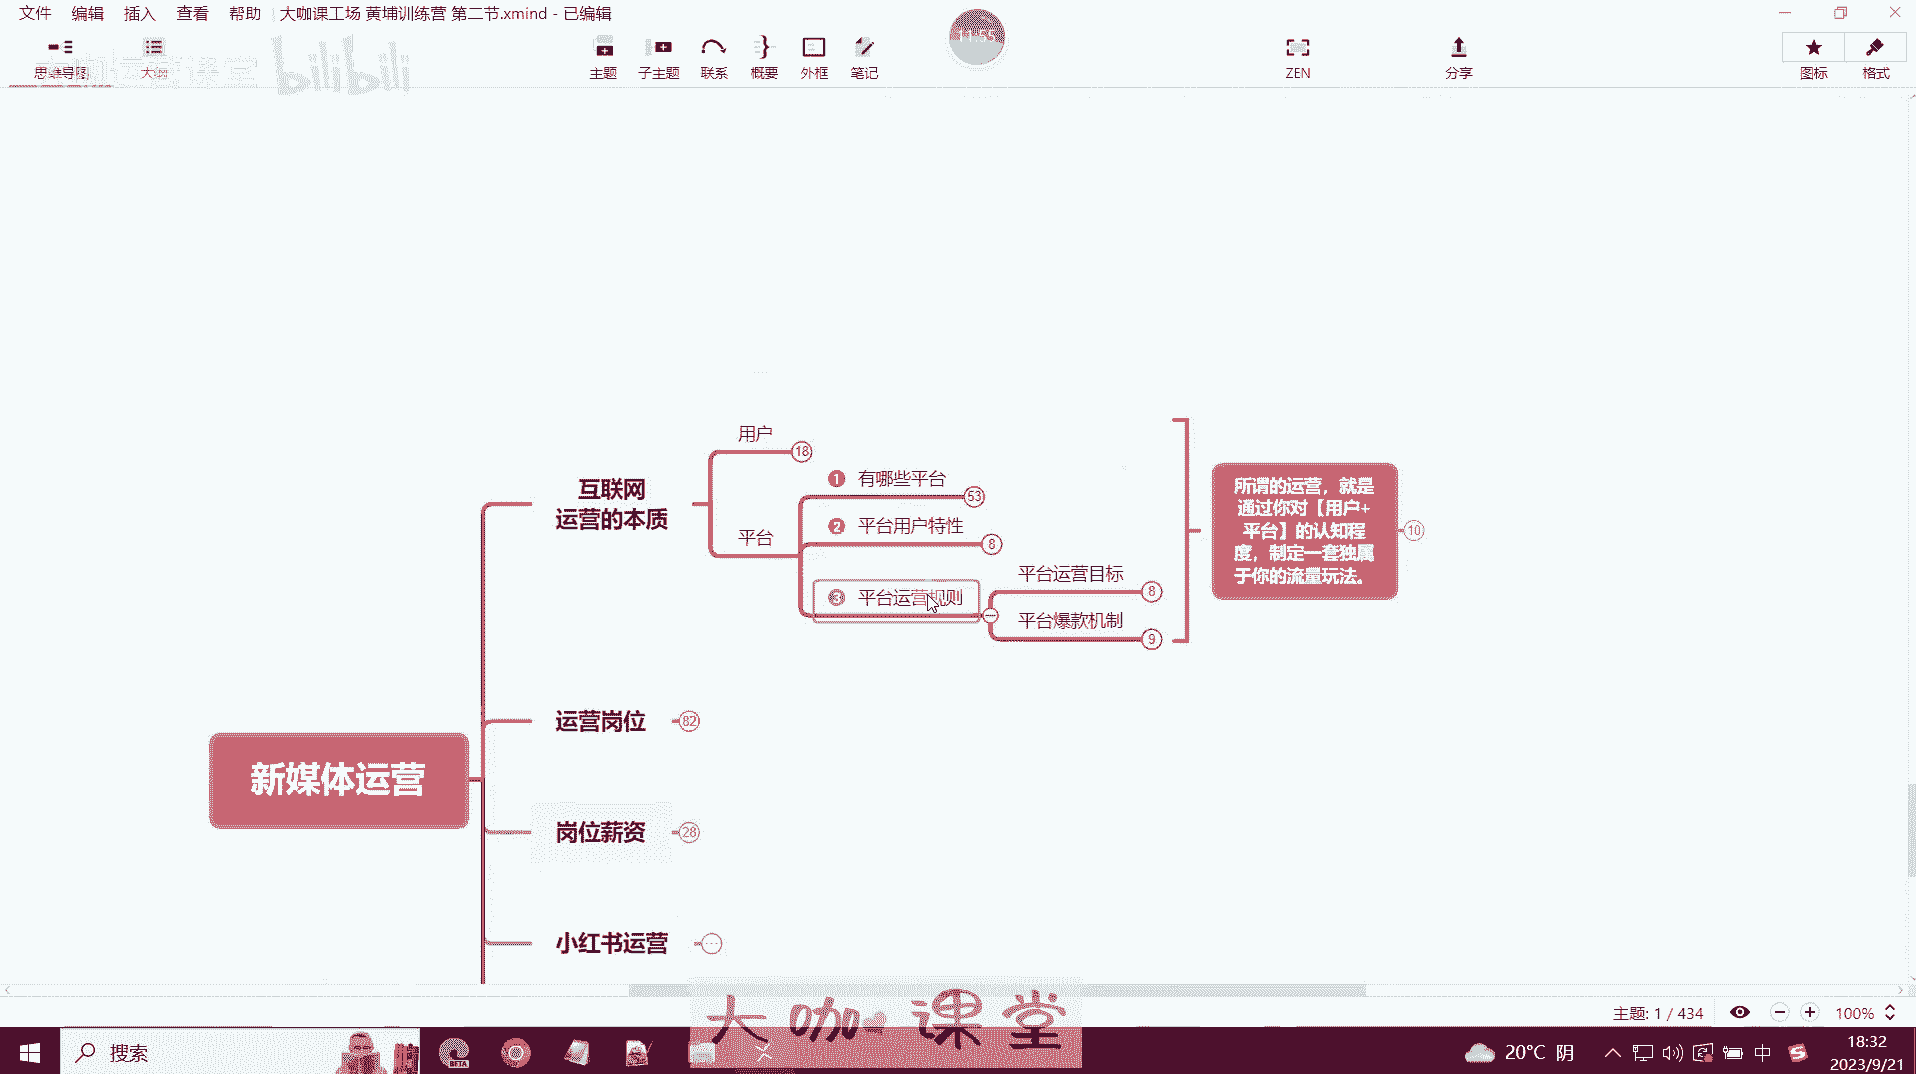 文件 编辑 插入 查看 帮助 大咖课工场 黄埔训练营 第二节.xmind - 已编辑
思维导图 大纲 主题 子主题 联系 概要 外框 笔记 ZEN 分享 图标 格式
bilibili
用户
18
1 有哪些平台
53
互联网
运营的本质
平台
2 平台用户特性
8
3 平台运营规则
平台运营目标
8
平台爆款机制
9
所谓的运营，就是
通过你对【用户+
平台】的认知程
度，制定一套独属
于你的流量玩法。
10
运营岗位
82
新媒体运营
岗位薪资
28
小红书运营
大咖课堂
主题: 1 / 434
100%
搜索
BETA
20°C 阴
中
18:32
2023/9/21